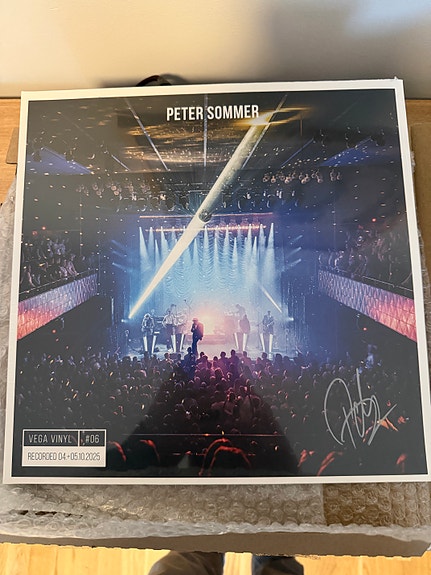 PETER SOMMER
VEGA VINYL #06
RECORDED 04.+05.10.2025